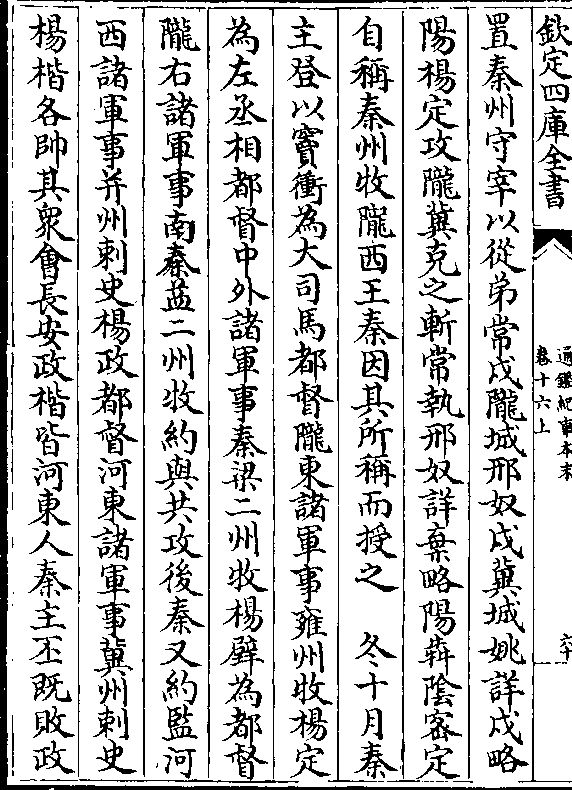 欽定四庫全書
通鑑紀事本末
卷十六上
六十
置秦州守宰以從弟常戍隴城邢奴戍冀城姚詳戍略
陽楊定攻隴冀克之斬常執邢奴詳棄略陽犇陰密定
自稱秦州牧隴西王秦因其所稱而授之　冬十月秦
主登以竇衝為大司馬都督隴東諸軍事雍州牧楊定
為左丞相都督中外諸軍事秦梁二州牧楊壁為都督
隴右諸軍事南秦益二州牧約與共攻後秦又約監河
西諸軍事并州刺史楊政都督河東諸軍事冀州刺史
楊楷各帥其衆會長安政楷皆河東人秦主丕既敗政